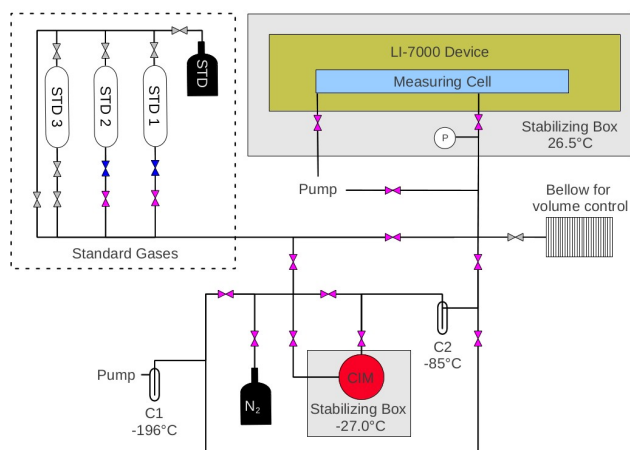 LI-7000 Device
Measuring Cell
STD
STD 3
STD 2
STD 1
P
Stabilizing Box
26.5°C
Pump
Bellow for
volume control
Standard Gases
C2
-85°C
Pump
CIM
N₂
C1
-196°C
Stabilizing Box
-27.0°C